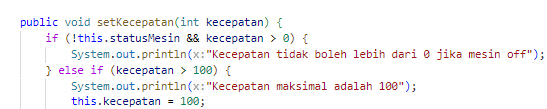 public void setKecepatan(int kecepatan) {
if (!this.statusMesin && kecepatan > 0) {
System.out.println(x:"Kecepatan tidak boleh lebih dari 0 jika mesin off");
} else if (kecepatan > 100) {
System.out.println(x:"Kecepatan maksimal adalah 100");
this.kecepatan = 100;